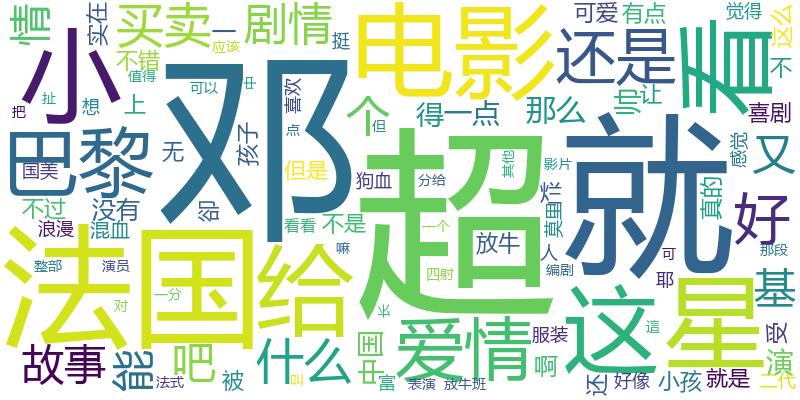 情
实在
买卖
一
剧情
电影
可爱
有点
觉得
这么
小
不错
应该
挺
还是
看
不
值得
可以
中
喜欢
把
扯
想
上
个
得一点
那么
帅
让
喜剧
巴黎
邓
超
就
无
孩子
点
但
又
感觉
国美
但是
狗血
分给
其他
影片
烂
真的
好
不过
没有
却
浪漫
混血
看看
不是
放牛
莫里
那段
法国
给
嘛
一个
人
编剧
可
整部
演员
四射
耶
基
对
一分
长
这
星
故事
能
吧
什么
中国
爱情
服装
啊
受
演
法式
被
叫
富
表演
放牛班
还
好像
小孩
就是
二代
這